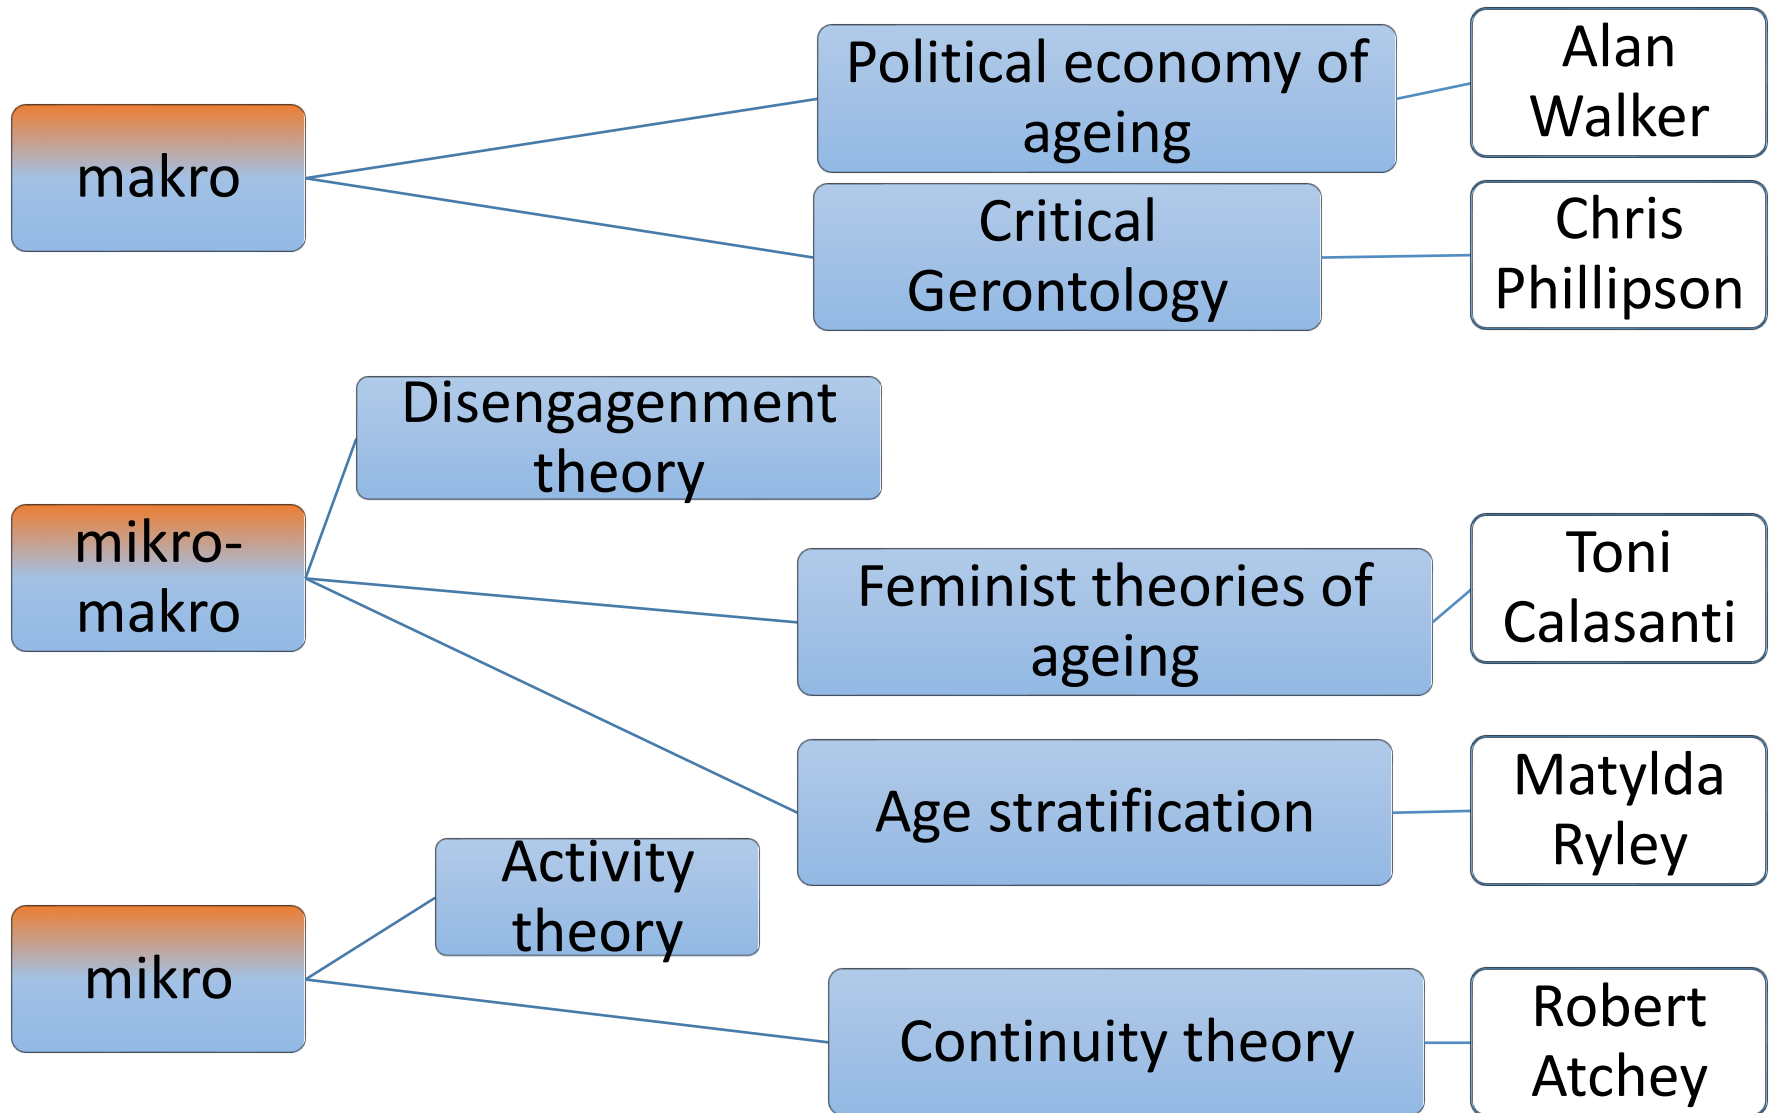 makro
Political economy of
ageing
Alan
Walker
Critical
Gerontology
Chris
Phillipson
mikro-
makro
Disengagenment
theory
Feminist theories of
ageing
Toni
Calasanti
Age stratification
Matylda
Ryley
mikro
Activity
theory
Continuity theory
Robert
Atchey